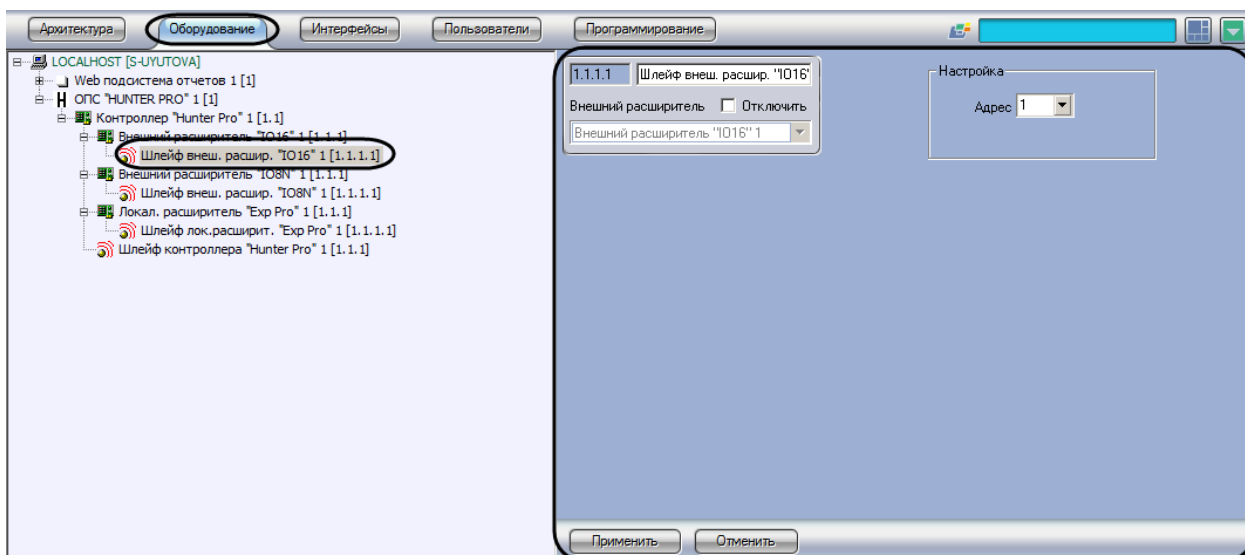 Архитектура Оборудование Интерфейсы Пользователи Программирование
LOCALHOST [S-UYUTOVA]
Web подсистема отчетов 1 [1]
ОПС "HUNTER PRO" 1 [1]
Контроллер "Hunter Pro" 1 [1.1]
Внешний расширитель "IO16" 1 [1.1.1]
Шлейф внеш. расшир. "IO16" 1 [1.1.1.1]
Внешний расширитель "IO8N" 1 [1.1.1]
Шлейф внеш. расшир. "IO8N" 1 [1.1.1.1]
Локал. расширитель "Exp Pro" 1 [1.1.1]
Шлейф лок.расширит. "Exp Pro" 1 [1.1.1.1]
Шлейф контроллера "Hunter Pro" 1 [1.1.1]
1.1.1.1 Шлейф внеш. расшир. "IO16"
Внешний расширитель Отключить
Внешний расширитель "IO16" 1
Настройка
Адрес 1
Применить Отменить